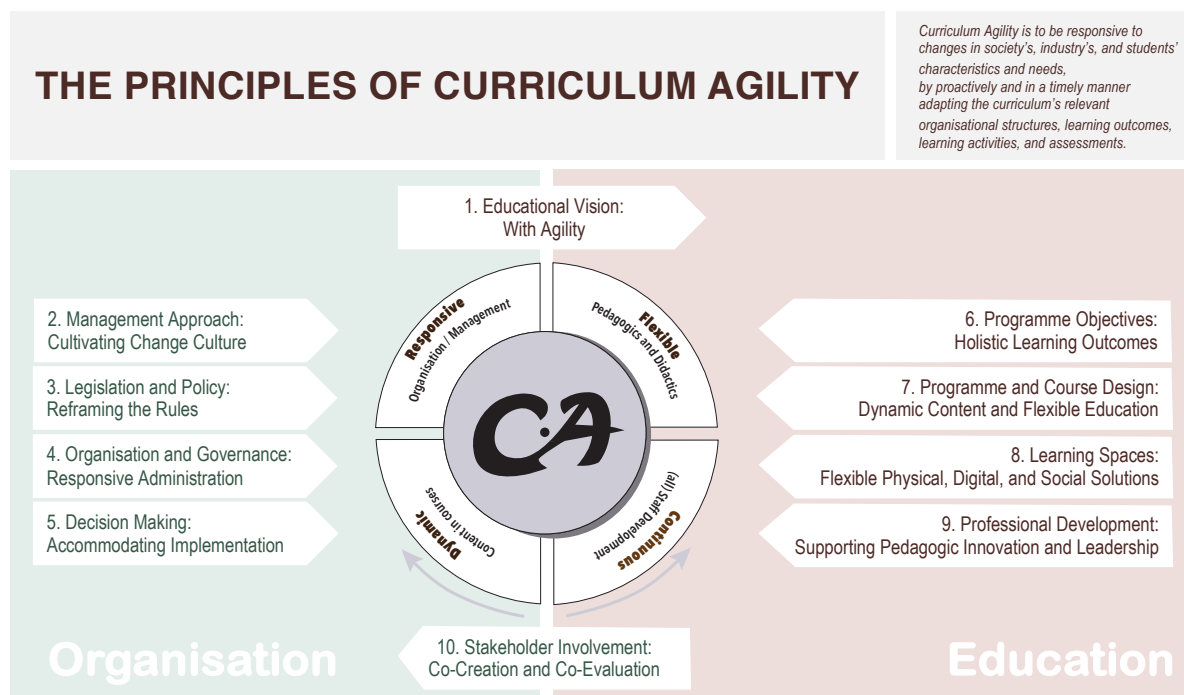 THE PRINCIPLES OF CURRICULUM AGILITY
Curriculum Agility is to be responsive to
changes in society's, industry's, and students'
characteristics and needs,
by proactively and in a timely manner
adapting the curriculum's relevant
organisational structures, learning outcomes,
learning activities, and assessments.
1. Educational Vision:
With Agility
2. Management Approach:
Cultivating Change Culture
3. Legislation and Policy:
Reframing the Rules
4. Organisation and Governance:
Responsive Administration
5. Decision Making:
Accommodating Implementation
Responsive
Organisation / Management
Flexible
Pedagogics and Didactics
CA
Dynamic
Content in courses
(all) Staff Development
Continuous
6. Programme Objectives:
Holistic Learning Outcomes
7. Programme and Course Design:
Dynamic Content and Flexible Education
8. Learning Spaces:
Flexible Physical, Digital, and Social Solutions
9. Professional Development:
Supporting Pedagogic Innovation and Leadership
10. Stakeholder Involvement:
Co-Creation and Co-Evaluation
Organisation
Education